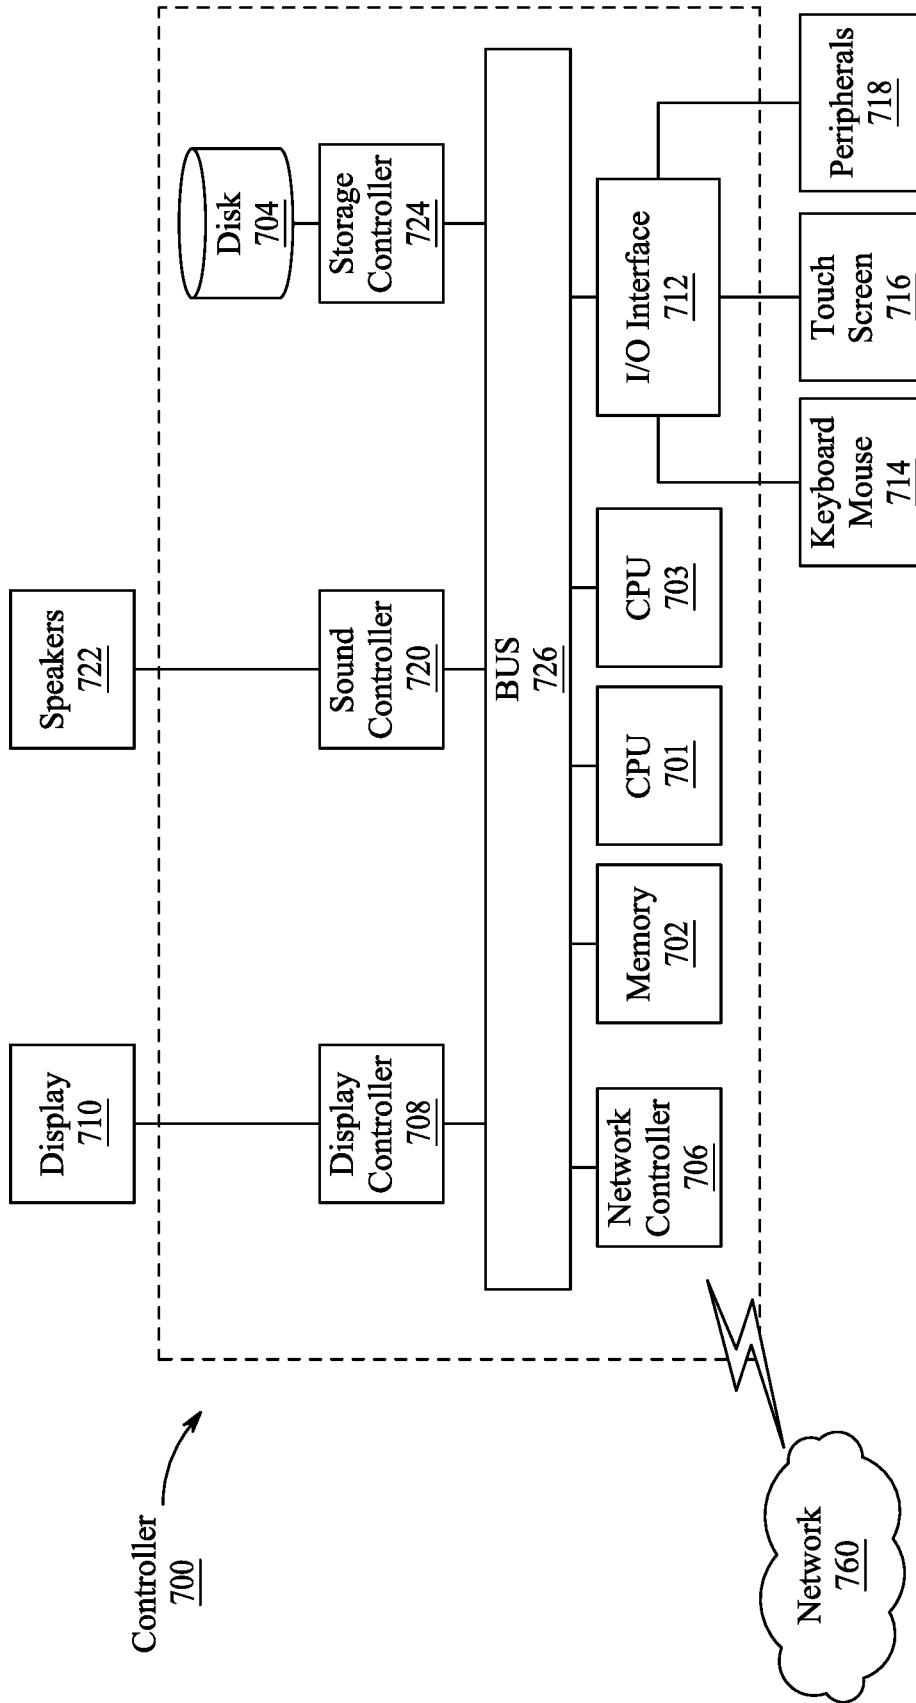 Controller
700
Display
710
Speakers
722
Disk
704
Display
Controller
708
Sound
Controller
720
Storage
Controller
724
BUS
726
Network
Controller
706
Memory
702
CPU
701
CPU
703
I/O Interface
712
Network
760
Keyboard
Mouse
714
Touch
Screen
716
Peripherals
718